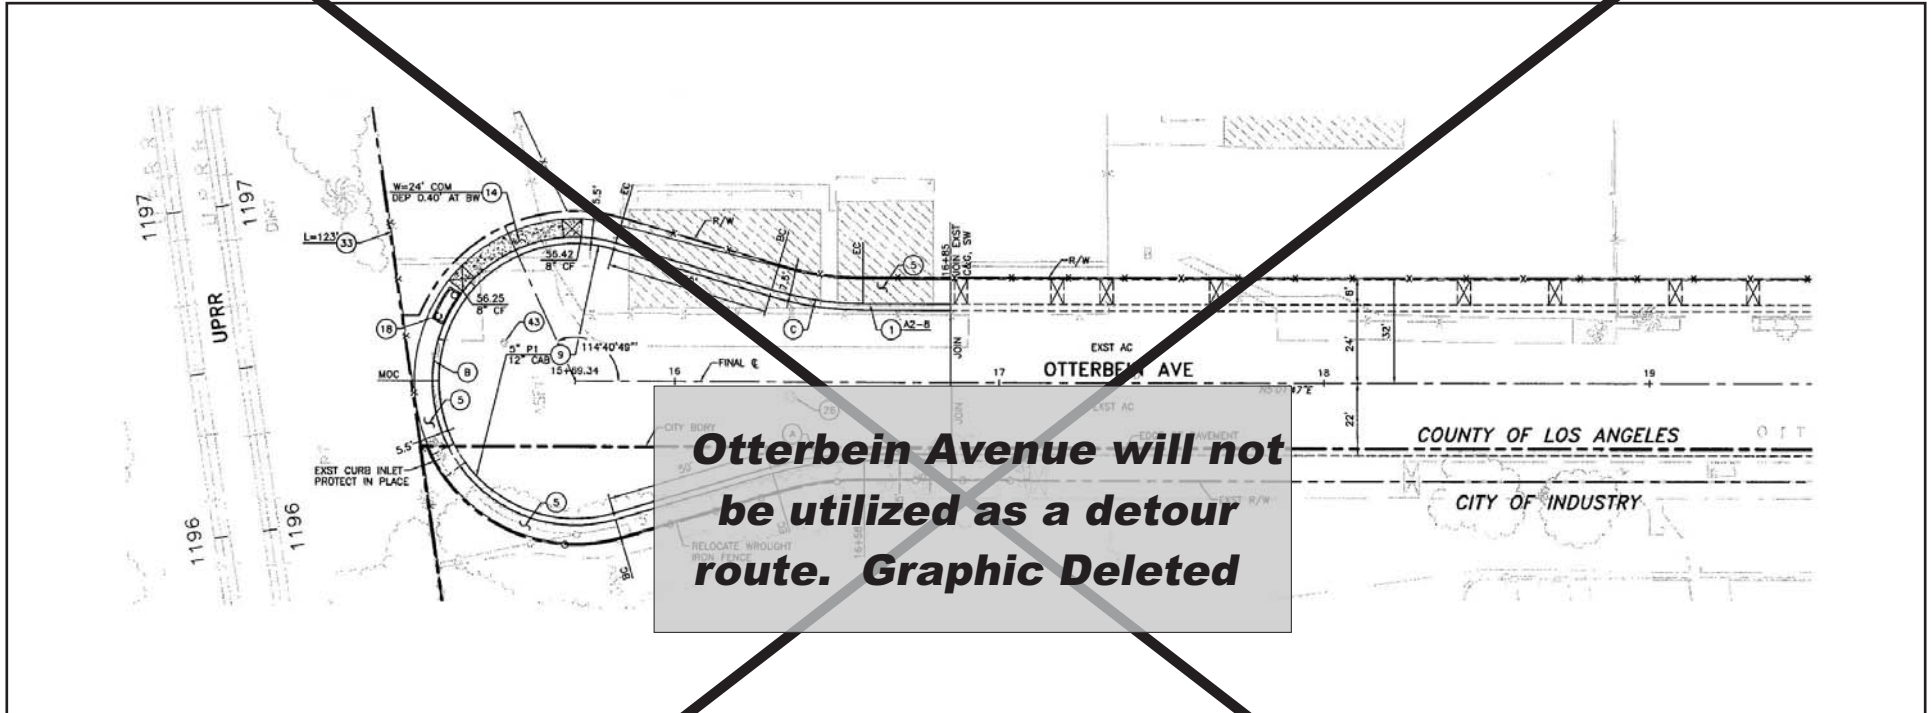 1197
UPRR
1197
1196
1196
W=24' COM
DEP 0.40' AT BW
14
L=123'
33
5.5'
EC
R/W
BC
EC
16+85
JOIN EXST
C&G, SW
5
R/W
56.42
8" CF
56.25
8" CF
18
43
5" P1
12" CAB
9
114°40'49"
15+69.34
C
1
A2-8
JOIN
8'
32'
24'
22'
MOC
B
5
FINAL ℄
16
17
18
19
EXST AC
OTTERBEIN AVE
EXST AC
26
A
JOIN
CITY BDRY
EDGE OF PAVEMENT
COUNTY OF LOS ANGELES
CITY OF INDUSTRY
5.5'
EXST CURB INLET
PROTECT IN PLACE
5
50'
EXST R/W
RELOCATE WROUGHT
IRON FENCE
BC
Otterbein Avenue will not
be utilized as a detour
route. Graphic Deleted